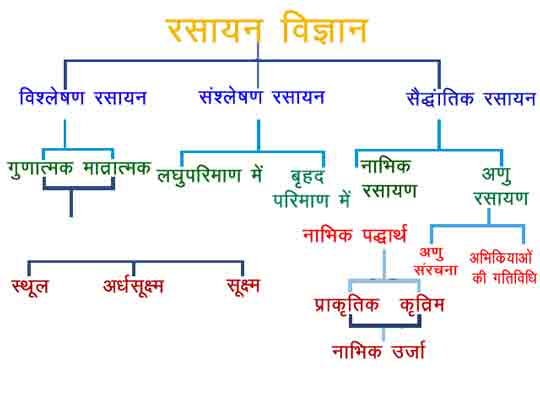 रसायन विज्ञान
विश्लेषण रसायन
संश्लेषण रसायन
सैद्धांतिक रसायन
गुणात्मक मात्रात्मक
लघुपरिमाण में
बृहद
परिमाण में
नाभिक
रसायण
अणु
रसायण
नाभिक पद्धार्थ
अणु
संरचना
अभिकियाओं
की गतिविधि
स्थूल
अर्धसूक्ष्म
सूक्ष्म
प्राकृतिक
कृत्रिम
नाभिक उर्जा